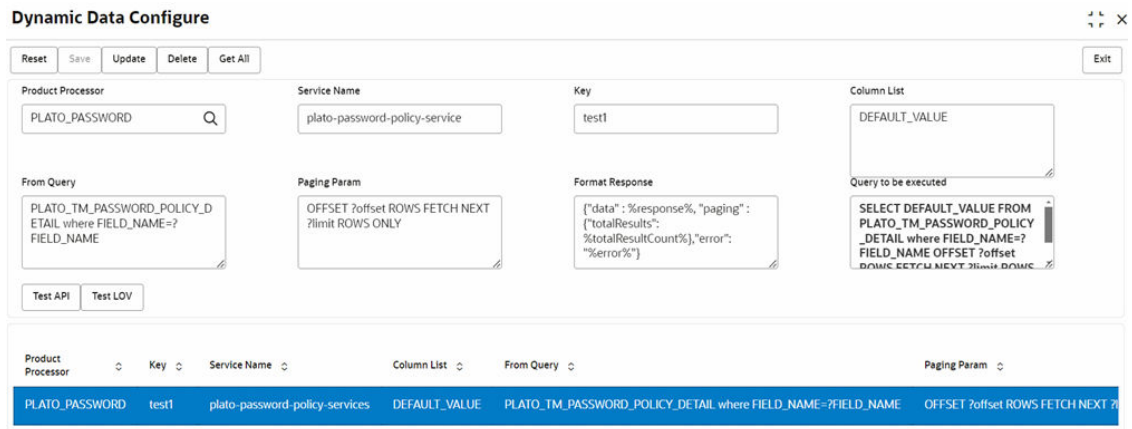 Dynamic Data Configure
Reset Save Update Delete Get All Exit
Product Processor Service Name Key Column List
PLATO_PASSWORD plato-password-policy-service test1 DEFAULT_VALUE
From Query Paging Param Format Response Query to be executed
PLATO_TM_PASSWORD_POLICY_D
ETAIL where FIELD_NAME=?
FIELD_NAME
OFFSET ?offset ROWS FETCH NEXT
?limit ROWS ONLY
{"data" : %response%, "paging" :
{"totalResults":
%totalResultCount%},"error":
"%error%"}
SELECT DEFAULT_VALUE FROM
PLATO_TM_PASSWORD_POLICY
_DETAIL where FIELD_NAME=?
FIELD_NAME OFFSET ?offset
ROWS FETCH NEXT ?limit ROWS
Test API Test LOV
Product
Processor Key Service Name Column List From Query Paging Param
PLATO_PASSWORD test1 plato-password-policy-services DEFAULT_VALUE PLATO_TM_PASSWORD_POLICY_DETAIL where FIELD_NAME=?FIELD_NAME OFFSET ?offset ROWS FETCH NEXT